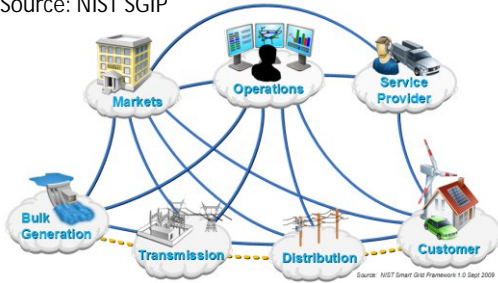 Source: NIST SGIP
Markets
Operations
Service
Provider
Bulk
Generation
Transmission
Distribution
Customer
Source: NIST Smart Grid Framework 1.0 Sept 2009